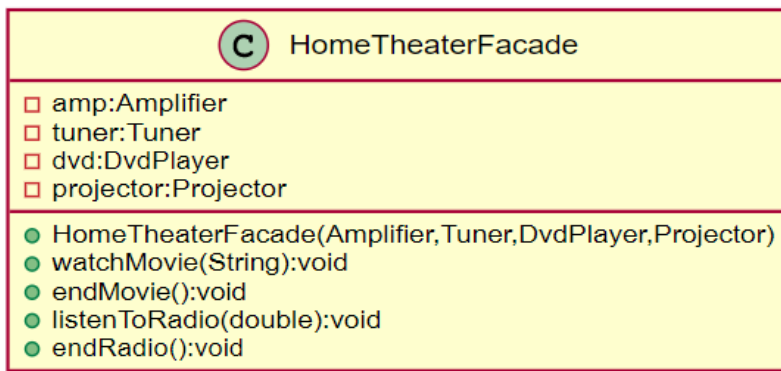 C HomeTheaterFacade
amp:Amplifier
tuner:Tuner
dvd:DvdPlayer
projector:Projector
HomeTheaterFacade(Amplifier,Tuner,DvdPlayer,Projector)
watchMovie(String):void
endMovie():void
listenToRadio(double):void
endRadio():void